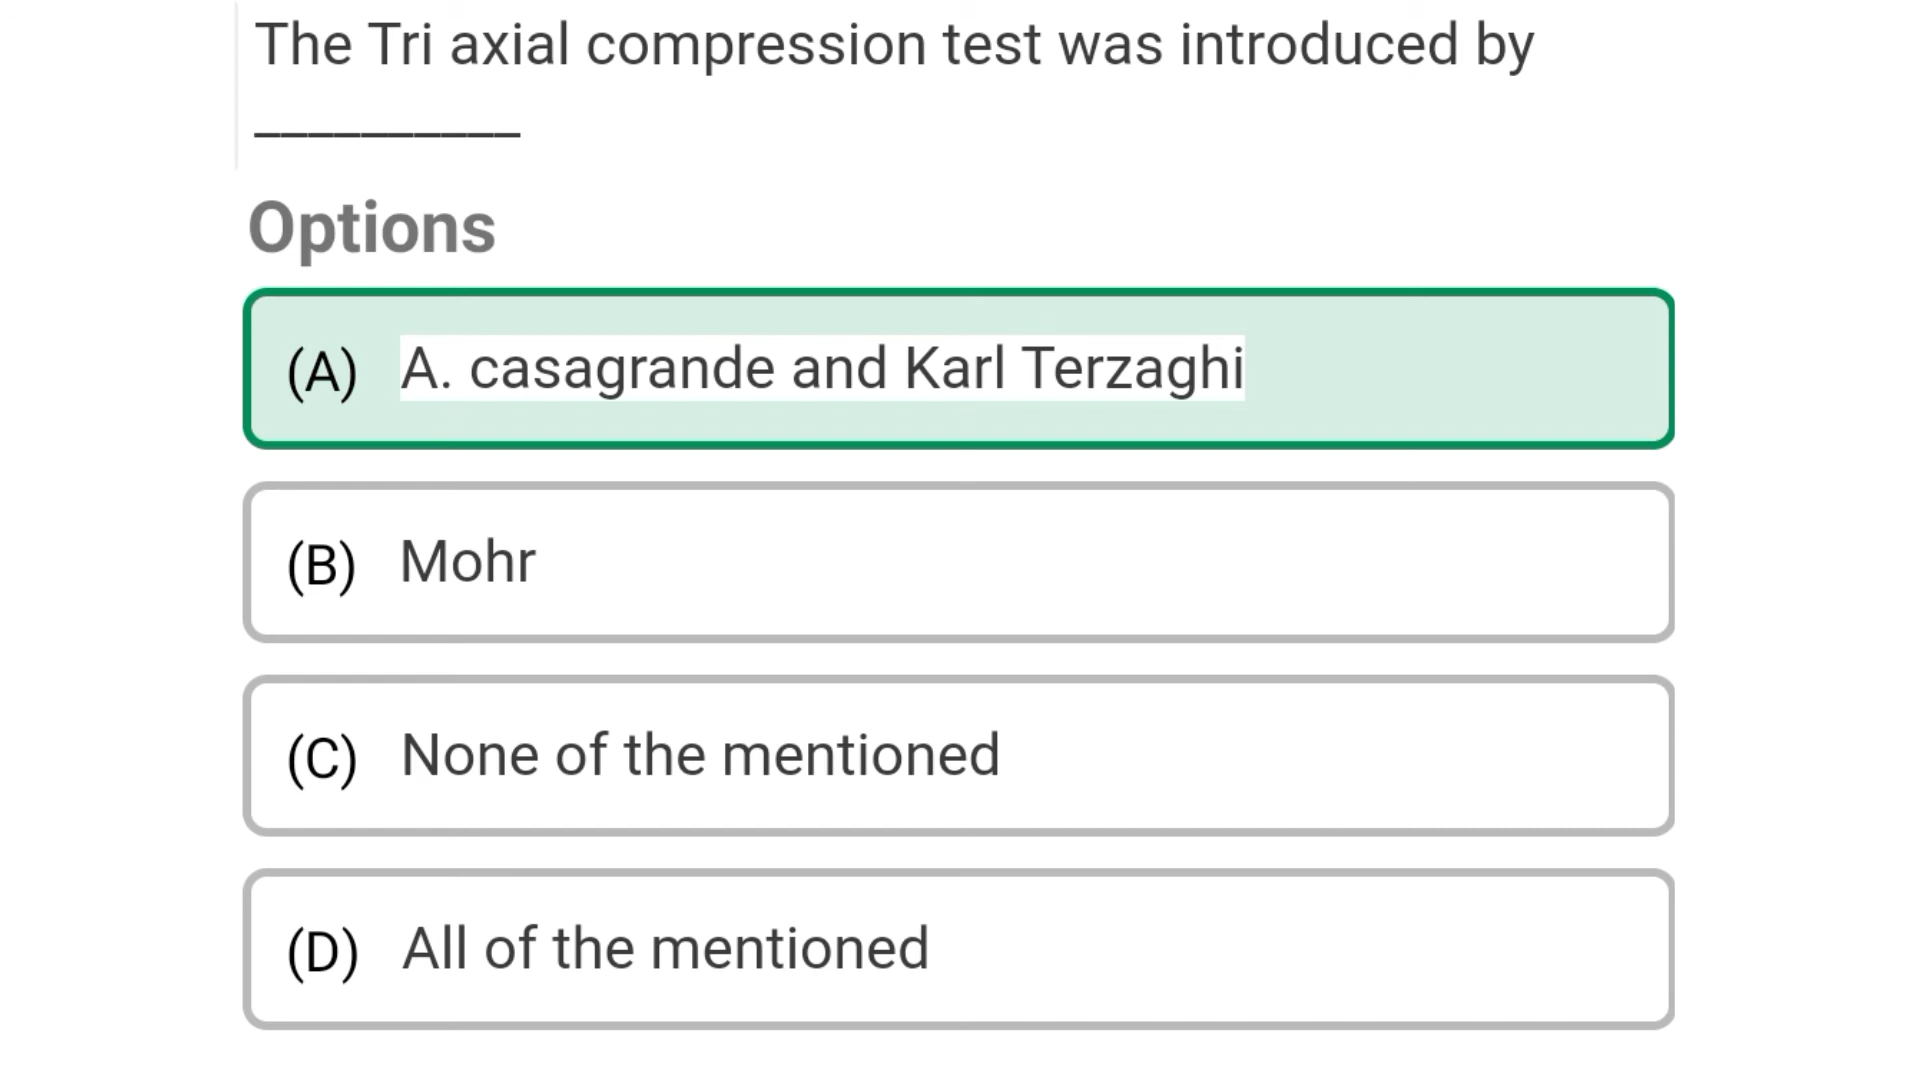 The Tri axial compression test was introduced by
__________
Options
(A) A. casagrande and Karl Terzaghi
(B) Mohr
(C) None of the mentioned
(D) All of the mentioned